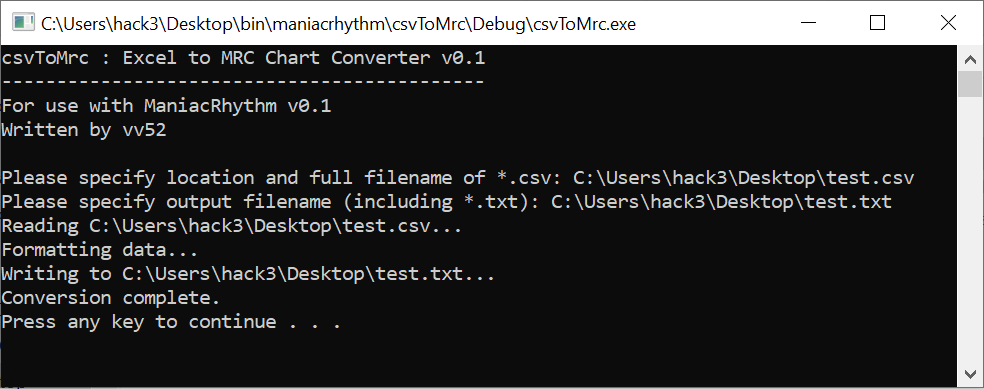 C:\Users\hack3\Desktop\bin\maniacrhythm\csvToMrc\Debug\csvToMrc.exe
csvToMrc : Excel to MRC Chart Converter v0.1
--------------------------------------------
For use with ManiacRhythm v0.1
Written by vv52
Please specify location and full filename of *.csv: C:\Users\hack3\Desktop\test.csv
Please specify output filename (including *.txt): C:\Users\hack3\Desktop\test.txt
Reading C:\Users\hack3\Desktop\test.csv...
Formatting data...
Writing to C:\Users\hack3\Desktop\test.txt...
Conversion complete.
Press any key to continue . . .